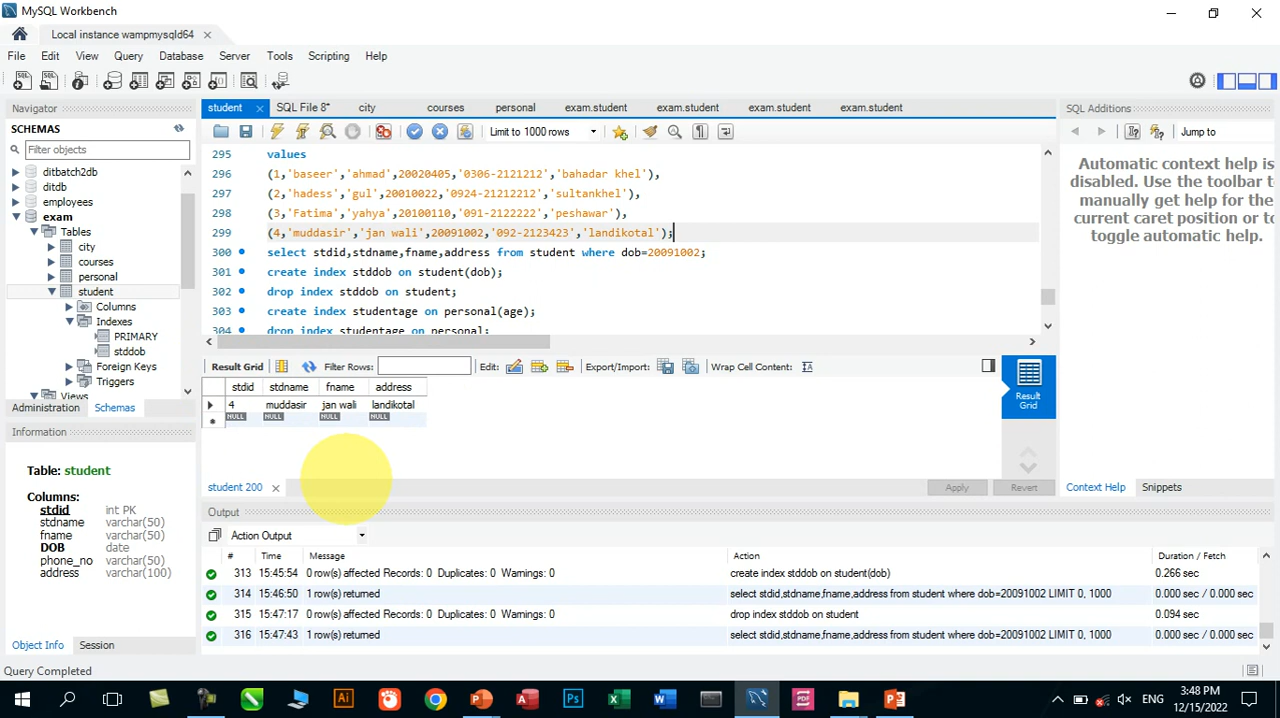 MySQL Workbench
Local instance wampmysqld64
File Edit View Query Database Server Tools Scripting Help
Navigator
SCHEMAS
Filter objects
ditbatch2db
ditdb
employees
exam
Tables
city
courses
personal
student
Columns
Indexes
PRIMARY
stddob
Foreign Keys
Triggers
Views
Administration Schemas
Information
Table: student
Columns:
stdid int PK
stdname varchar(50)
fname varchar(50)
DOB date
phone_no varchar(50)
address varchar(100)
Object Info Session
Query Completed
student SQL File 8* city courses personal exam.student exam.student exam.student exam.student
Limit to 1000 rows
295 values
296 (1,'baseer','ahmad',20020405,'0306-2121212','bahadar khel'),
297 (2,'hadess','gul',20010022,'0924-21212212','sultankhel'),
298 (3,'Fatima','yahya',20100110,'091-2122222','peshawar'),
299 (4,'muddasir','jan wali',20091002,'092-2123423','landikotal');
300 select stdid,stdname,fname,address from student where dob=20091002;
301 create index stddob on student(dob);
302 drop index stddob on student;
303 create index studentage on personal(age);
304 drop index studentage on personal;
Result Grid Filter Rows: Edit: Export/Import: Wrap Cell Content:
stdid stdname fname address
4 muddasir jan wali landikotal
NULL NULL NULL NULL
Result
Grid
student 200
Apply Revert
Output
Action Output
# Time Message Action Duration / Fetch
313 15:45:54 0 row(s) affected Records: 0 Duplicates: 0 Warnings: 0 create index stddob on student(dob) 0.266 sec
314 15:46:50 1 row(s) returned select stdid,stdname,fname,address from student where dob=20091002 LIMIT 0, 1000 0.000 sec / 0.000 sec
315 15:47:17 0 row(s) affected Records: 0 Duplicates: 0 Warnings: 0 drop index stddob on student 0.094 sec
316 15:47:43 1 row(s) returned select stdid,stdname,fname,address from student where dob=20091002 LIMIT 0, 1000 0.000 sec / 0.000 sec
SQL Additions
Jump to
Automatic context help is
disabled. Use the toolbar to
manually get help for the
current caret position or to
toggle automatic help.
Context Help Snippets
ENG
3:48 PM
12/15/2022